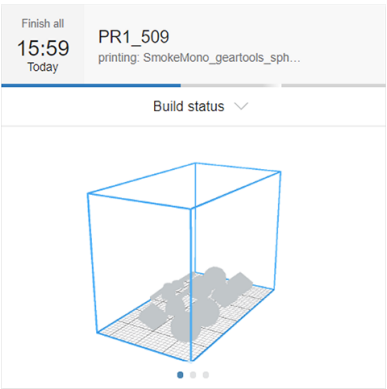 Finish all
15:59
Today
PR1_509
printing: SmokeMono_geartools_sph...
Build status